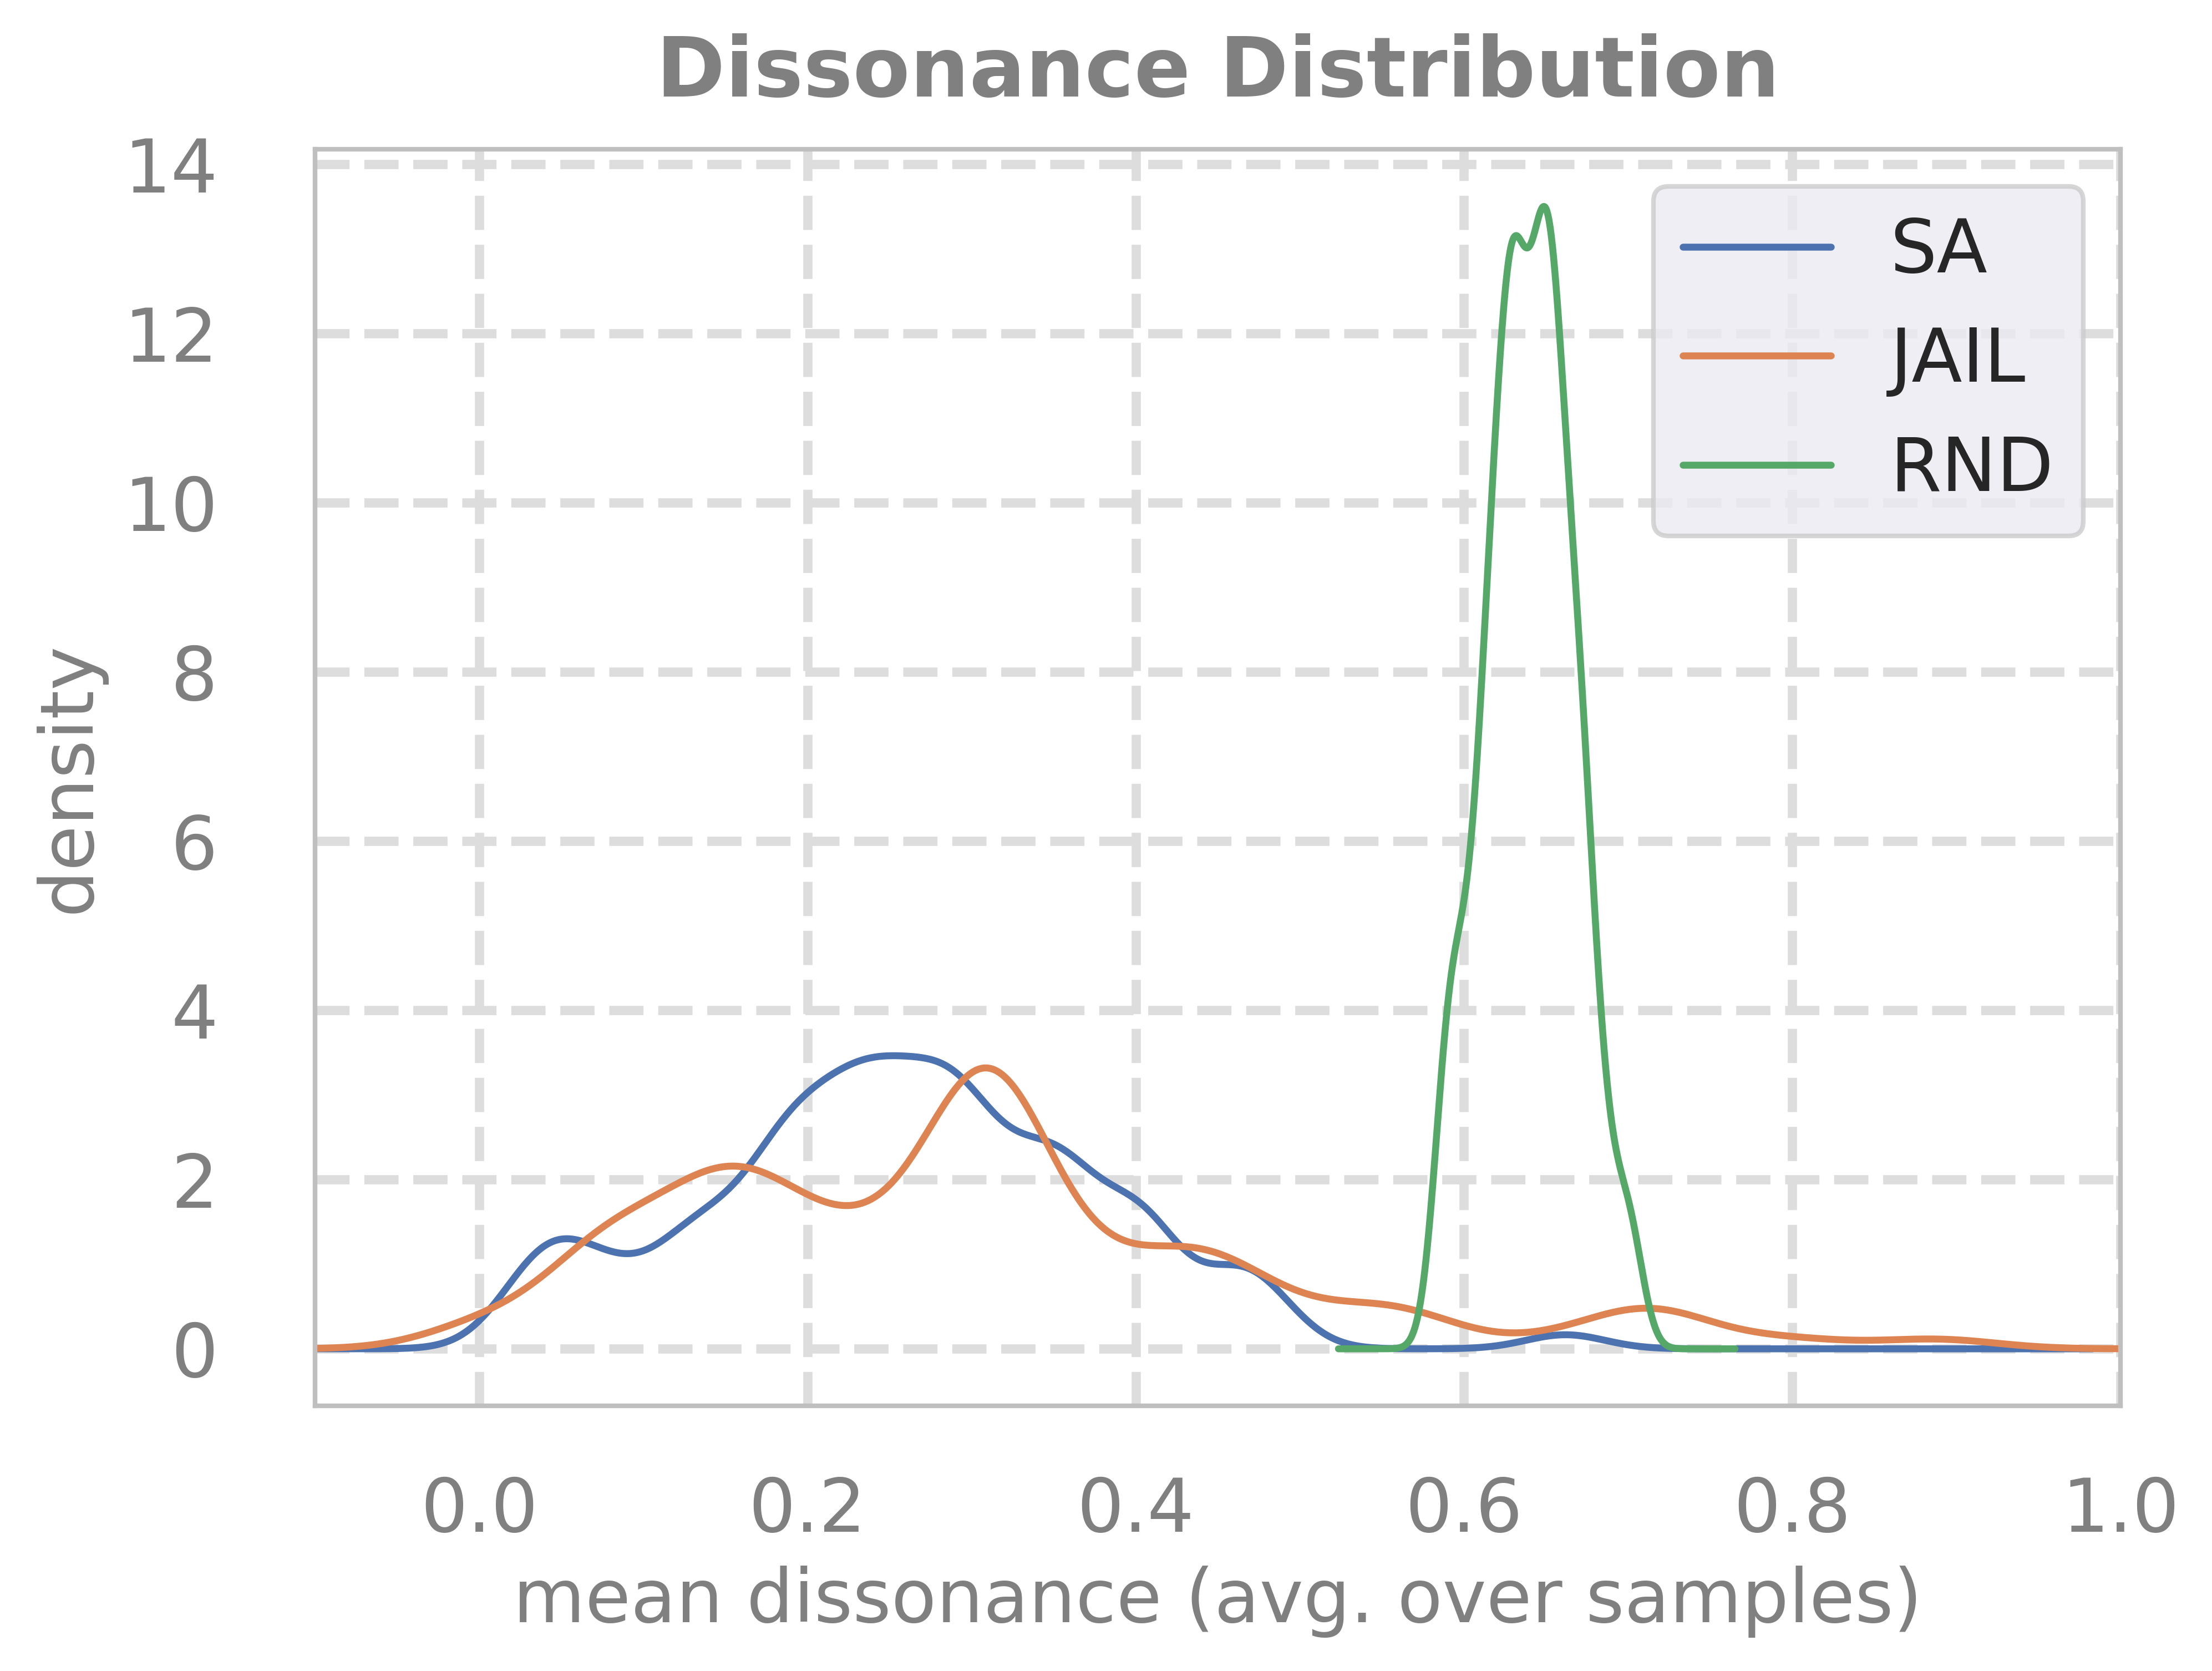 Dissonance Distribution
14
12
10
8
6
4
2
0
density
SA
JAIL
RND
0.0 0.2 0.4 0.6 0.8 1.0
mean dissonance (avg. over samples)